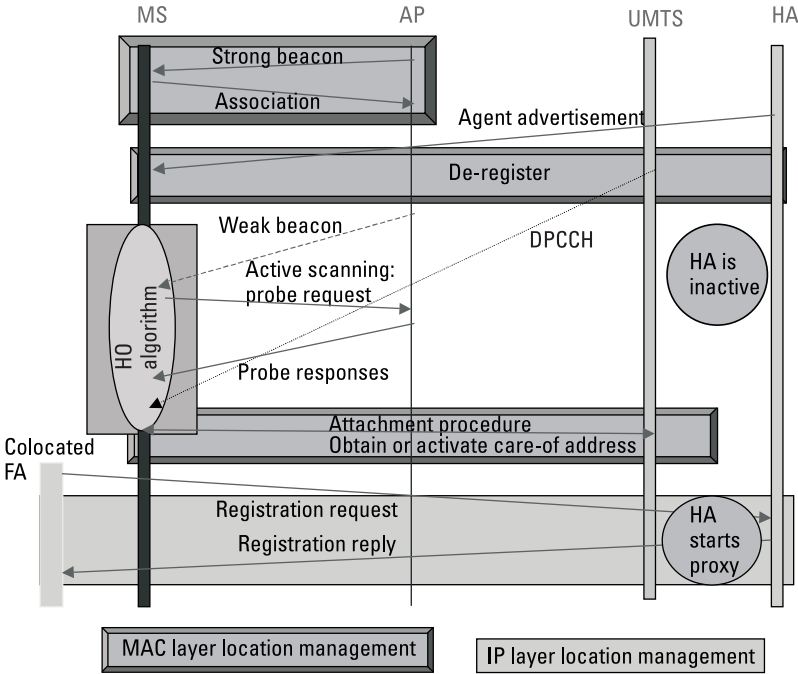 MS
AP
UMTS
HA
Strong beacon
Association
Agent advertisement
De-register
Weak beacon
DPCCH
Active scanning:
probe request
HA is
inactive
HO
algorithm
Probe responses
Attachment procedure
Obtain or activate care-of address
Colocated
FA
Registration request
Registration reply
HA
starts
proxy
MAC layer location management
IP layer location management